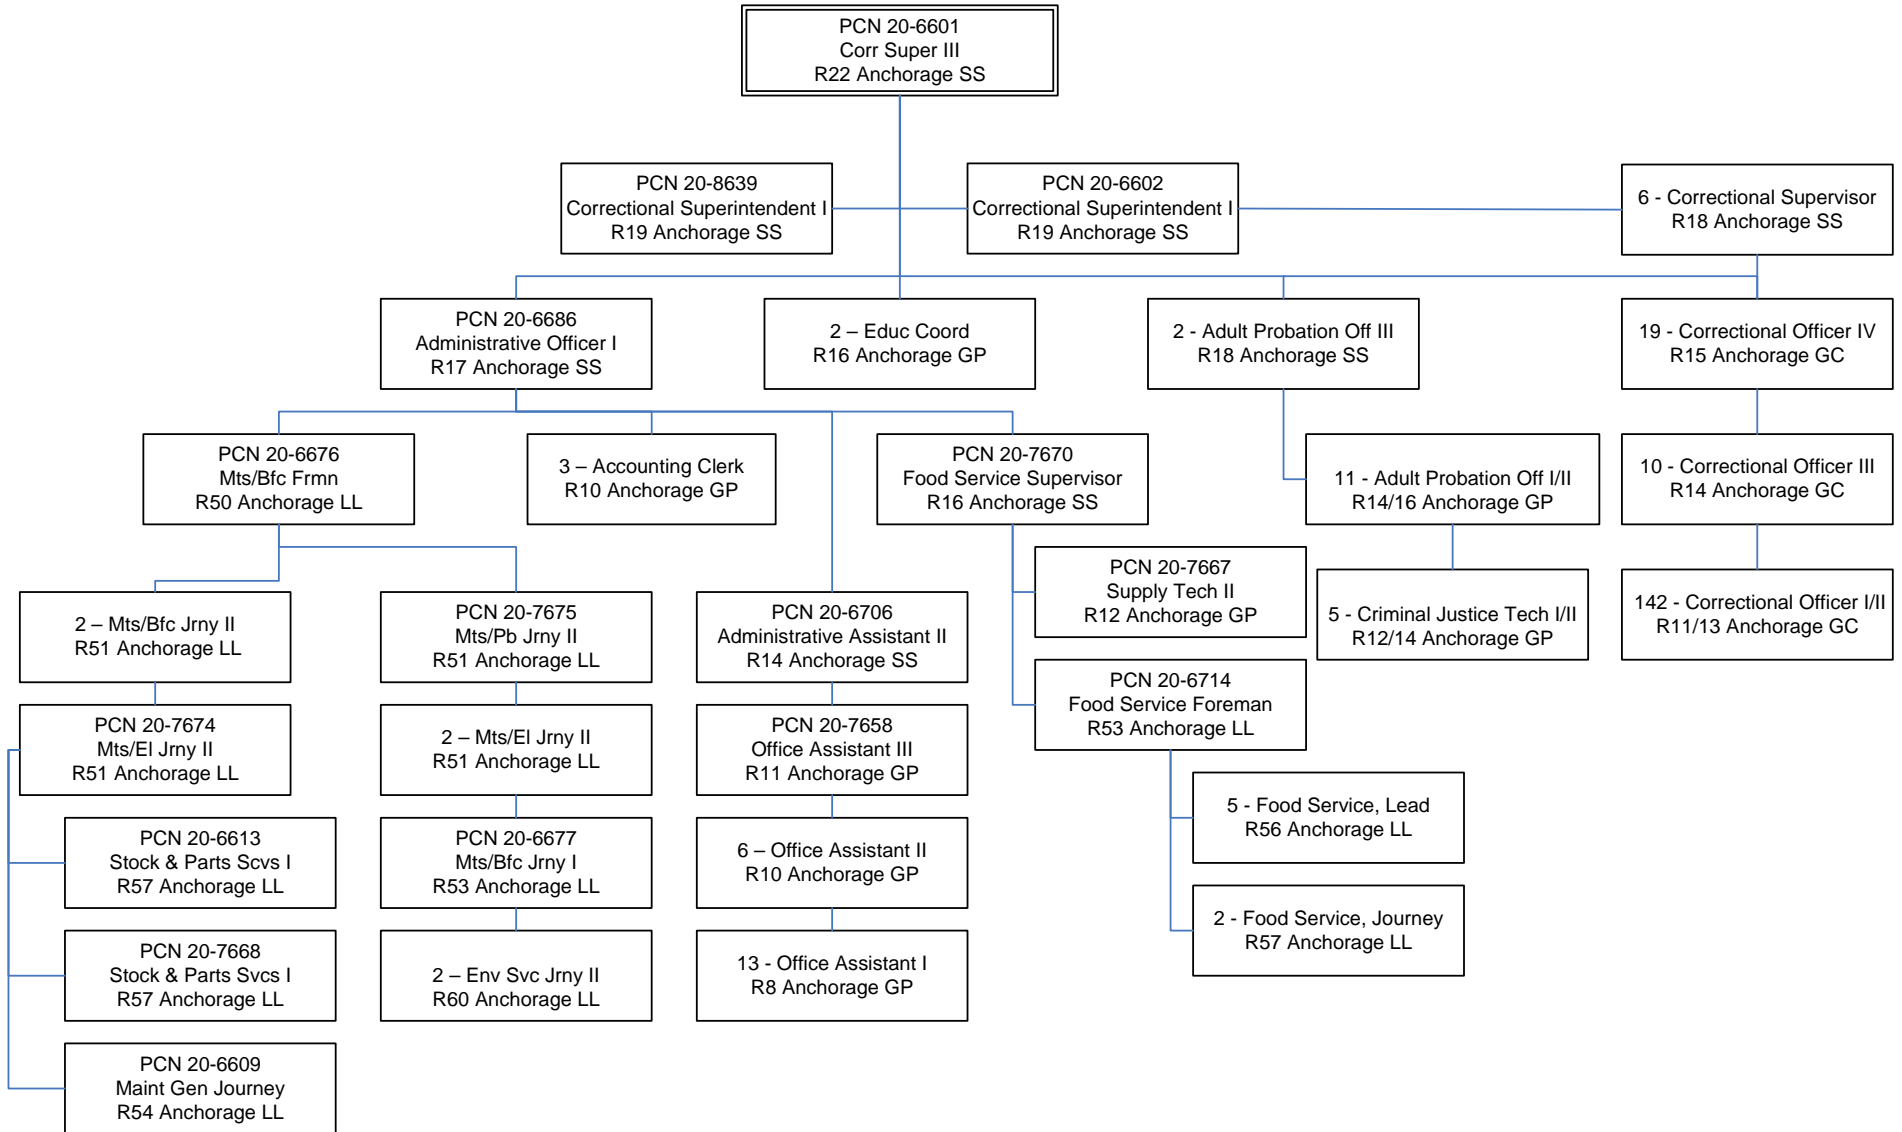 PCN 20-6601
Corr Super III
R22 Anchorage SS
PCN 20-8639
Correctional Superintendent I
R19 Anchorage SS
PCN 20-6602
Correctional Superintendent I
R19 Anchorage SS
6 - Correctional Supervisor
R18 Anchorage SS
PCN 20-6686
Administrative Officer I
R17 Anchorage SS
2 – Educ Coord
R16 Anchorage GP
2 - Adult Probation Off III
R18 Anchorage SS
19 - Correctional Officer IV
R15 Anchorage GC
PCN 20-6676
Mts/Bfc Frmn
R50 Anchorage LL
3 – Accounting Clerk
R10 Anchorage GP
PCN 20-7670
Food Service Supervisor
R16 Anchorage SS
11 - Adult Probation Off I/II
R14/16 Anchorage GP
10 - Correctional Officer III
R14 Anchorage GC
2 – Mts/Bfc Jrny II
R51 Anchorage LL
PCN 20-7675
Mts/Pb Jrny II
R51 Anchorage LL
PCN 20-6706
Administrative Assistant II
R14 Anchorage SS
PCN 20-7667
Supply Tech II
R12 Anchorage GP
5 - Criminal Justice Tech I/II
R12/14 Anchorage GP
142 - Correctional Officer I/II
R11/13 Anchorage GC
PCN 20-7674
Mts/El Jrny II
R51 Anchorage LL
2 – Mts/El Jrny II
R51 Anchorage LL
PCN 20-7658
Office Assistant III
R11 Anchorage GP
PCN 20-6714
Food Service Foreman
R53 Anchorage LL
PCN 20-6613
Stock & Parts Scvs I
R57 Anchorage LL
PCN 20-6677
Mts/Bfc Jrny I
R53 Anchorage LL
6 – Office Assistant II
R10 Anchorage GP
5 - Food Service, Lead
R56 Anchorage LL
PCN 20-7668
Stock & Parts Svcs I
R57 Anchorage LL
2 – Env Svc Jrny II
R60 Anchorage LL
13 - Office Assistant I
R8 Anchorage GP
2 - Food Service, Journey
R57 Anchorage LL
PCN 20-6609
Maint Gen Journey
R54 Anchorage LL